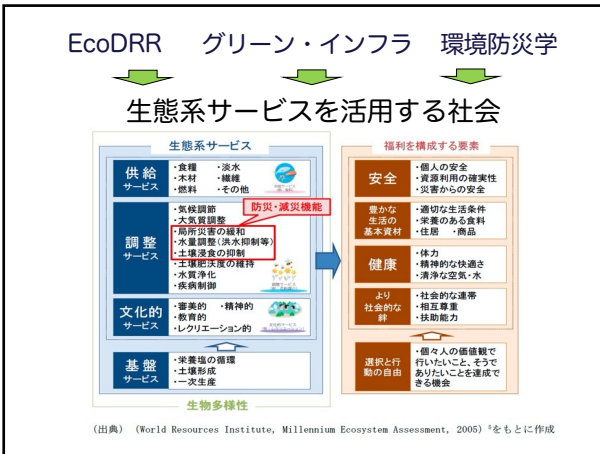 EcoDRR グリーン・インフラ 環境防災学
生態系サービスを活用する社会
生態系サービス
供給
サービス
・食糧 ・淡水
・木材 ・繊維
・燃料 ・その他
防災・減災機能
調整
サービス
・気候調節
・大気質調整
・局所災害の緩和
・水量調整(洪水抑制等)
・土壌浸食の抑制
・土壌肥沃度の維持
・水質浄化
・疾病制御
文化的
サービス
・審美的 ・精神的
・教育的
・レクリエーション的
基盤
サービス
・栄養塩の循環
・土壌形成
・一次生産
生物多様性
福利を構成する要素
安全
・個人の安全
・資源利用の確実性
・災害からの安全
豊かな
生活の
基本資材
・適切な生活条件
・栄養のある食料
・住居 ・商品
健康
・体力
・精神的な快適さ
・清浄な空気・水
より
社会的な
絆
・社会的な連帯
・相互尊重
・扶助能力
選択と行
動の自由
・個々人の価値観で
行いたいこと、そうで
ありたいことを達成で
きる機会
(出典) (World Resources Institute, Millennium Ecosystem Assessment, 2005) ⁵をもとに作成